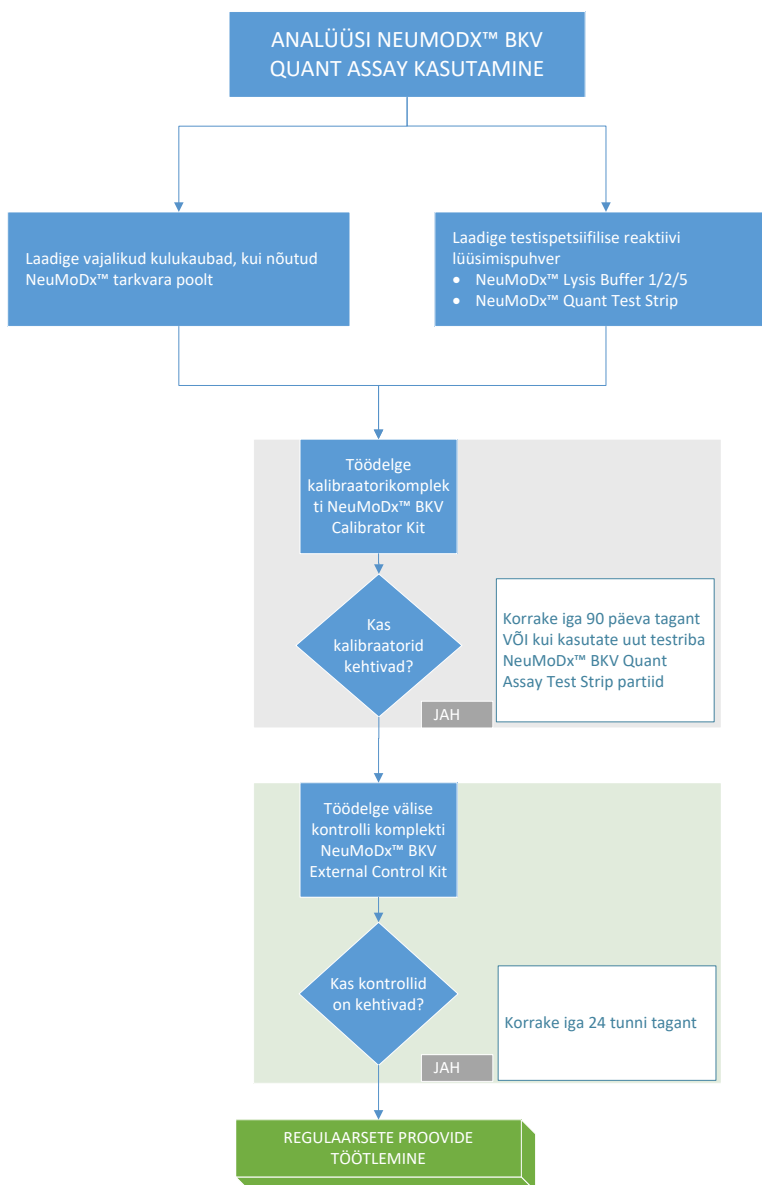 ANALÜÜSI NEUMODX™ BKV
QUANT ASSAY KASUTAMINE
Laadige vajalikud kulukaubad, kui nõutud
NeuMoDx™ tarkvara poolt
Laadige testispetsiifilise reaktiivi
lüüsimispuhver
• NeuMoDx™ Lysis Buffer 1/2/5
• NeuMoDx™ Quant Test Strip
Töödelge
kalibraatorikomplek
ti NeuMoDx™ BKV
Calibrator Kit
Kas
kalibraatorid
kehtivad?
Korrake iga 90 päeva tagant
VÕI kui kasutate uut testriba
NeuMoDx™ BKV Quant
Assay Test Strip partiid
JAH
Töödelge välise
kontrolli komplekti
NeuMoDx™ BKV
External Control Kit
Kas kontrollid
on kehtivad?
Korrake iga 24 tunni tagant
JAH
REGULAARSETE PROOVIDE
TÖÖTLEMINE